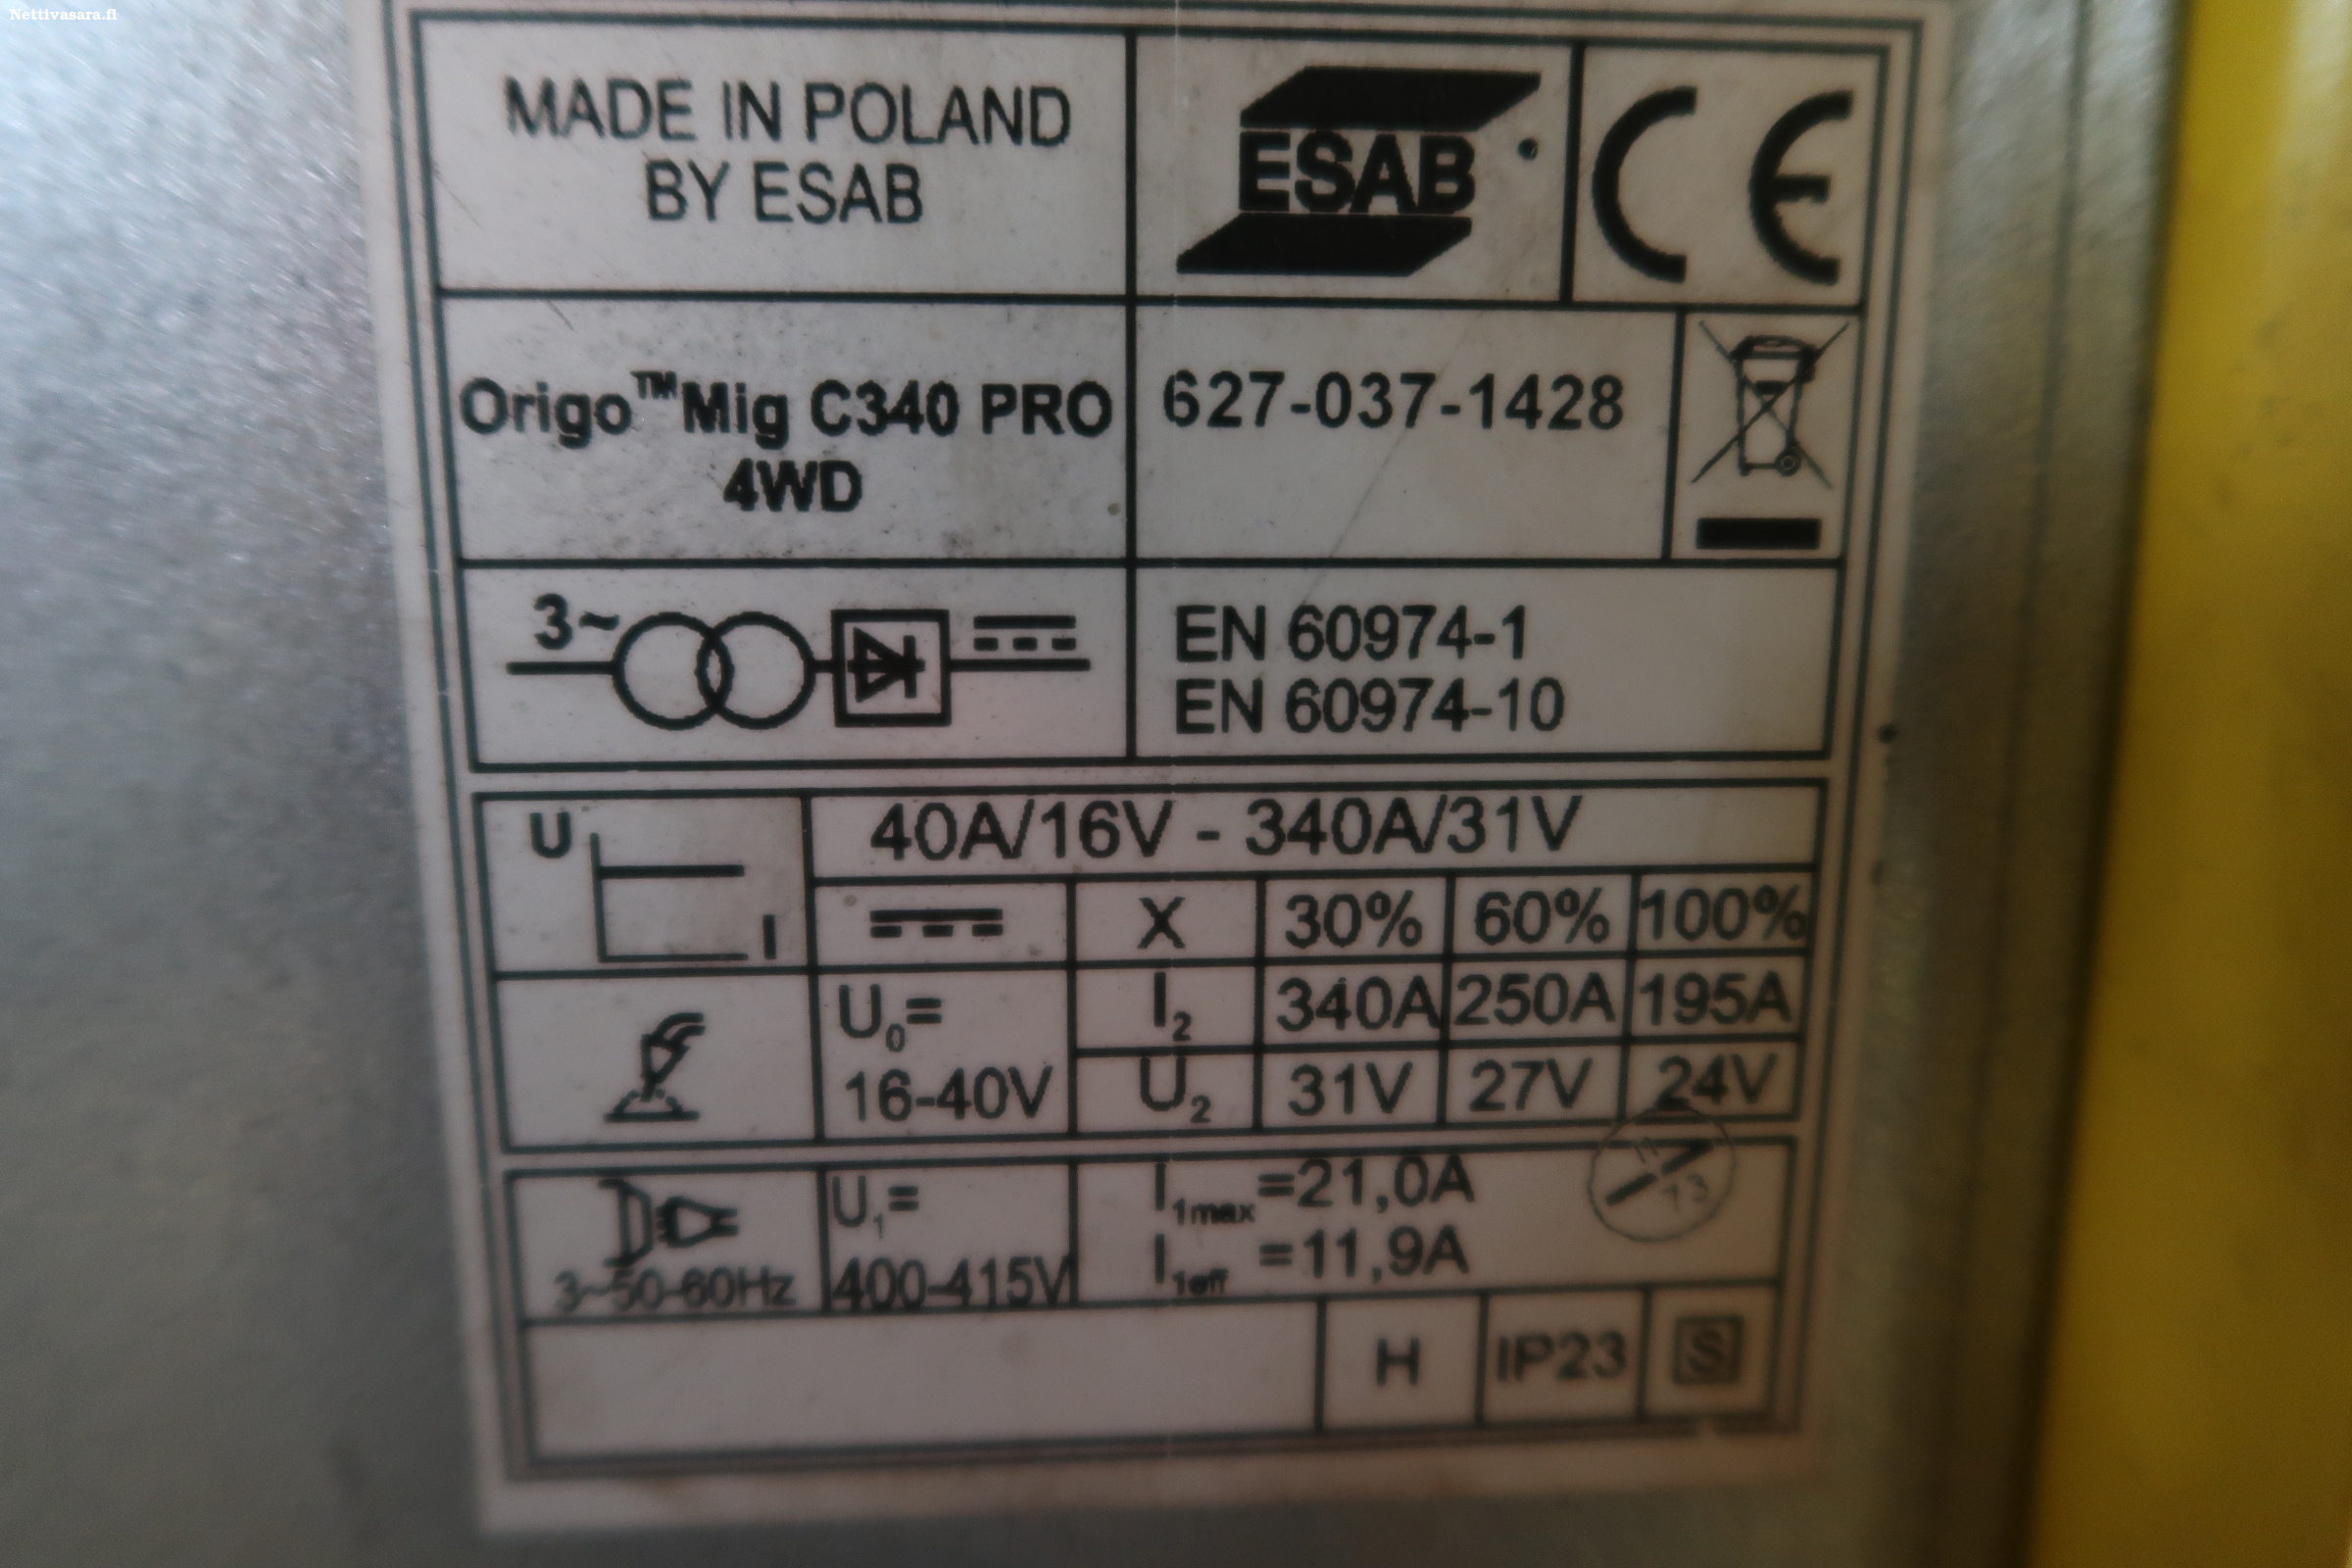 Nettivasara.fi
MADE IN POLAND
BY ESAB
ESAB
CE
Origo™Mig C340 PRO
4WD
627-037-1428
3~
EN 60974-1
EN 60974-10
U
I
40A/16V - 340A/31V
X 30% 60% 100%
U₀=
16-40V
I₂ 340A 250A 195A
U₂ 31V 27V 24V
3~50-60Hz
U₁=
400-415V
I1max=21,0A
I1eff =11,9A
H IP23 S